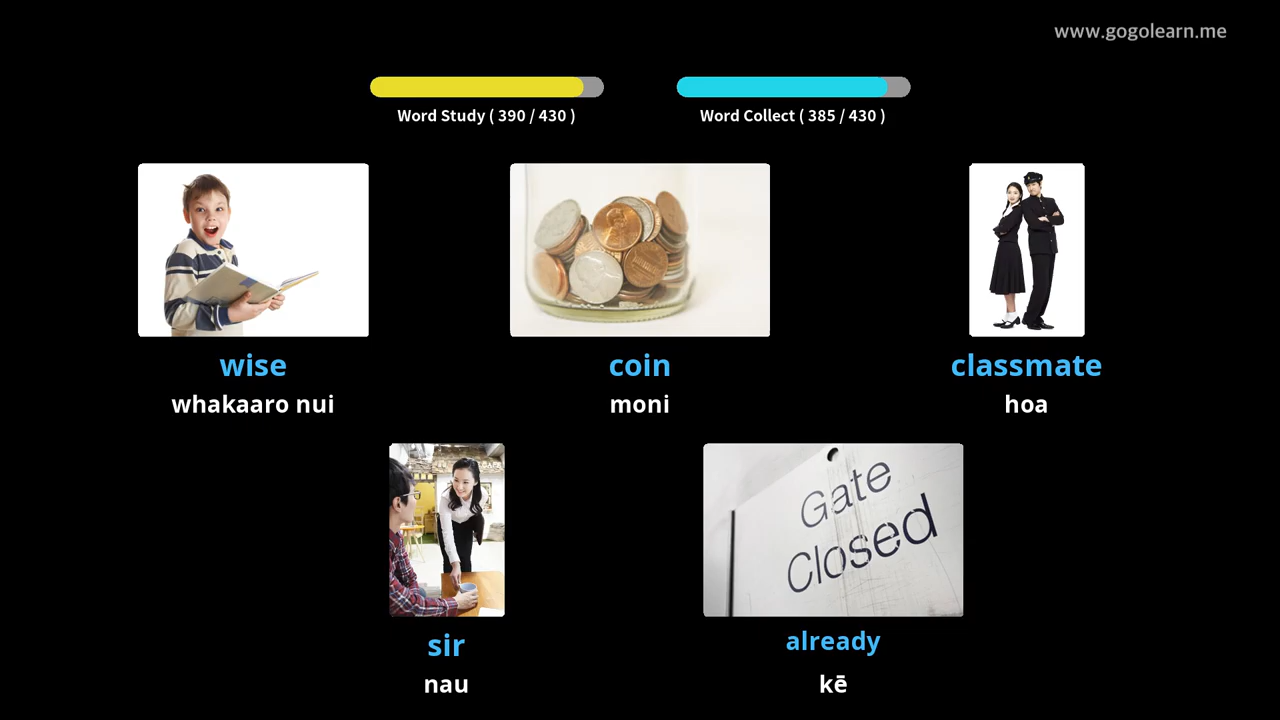 www.gogolearn.me
Word Study ( 390 / 430 )
Word Collect ( 385 / 430 )
wise
whakaaro nui
coin
moni
classmate
hoa
Gate
Closed
sir
nau
already
kē